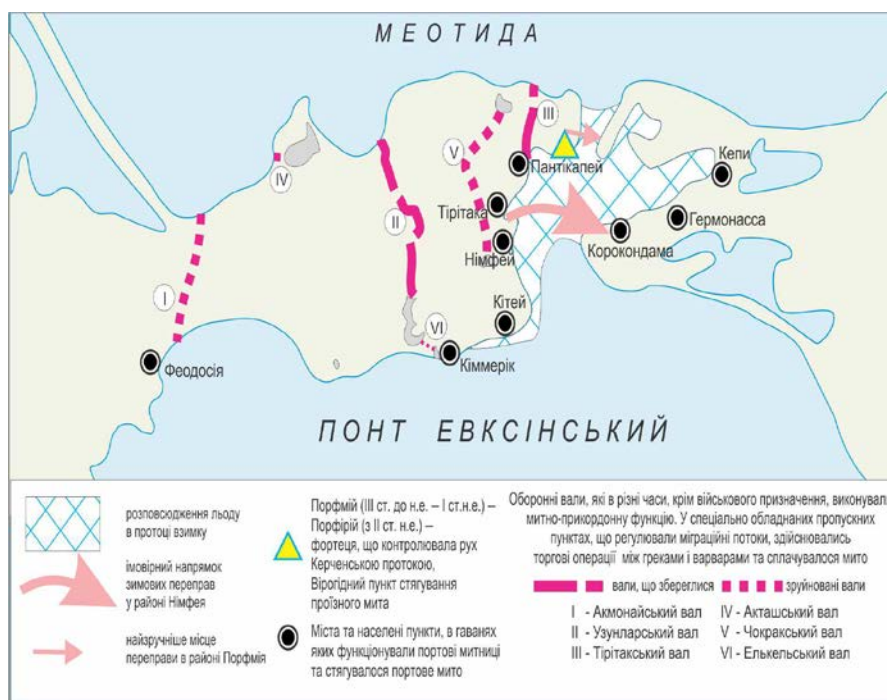 МЕОТИДА
III
Кепи
V
Пантікапей
IV
Тірітака
Гермонасса
II
Німфей
Корокондама
I
Кітей
VI
Феодосія
Кіммерік
ПОНТ ЕВКСІНСЬКИЙ
розповсюдження льоду
в протоці взимку
імовірний напрямок
зимових переправ
у районі Німфея
найзручніше місце
переправи в районі Порфмія
Порфмій (III ст. до н.е. – I ст.н.е.) –
Порфірій (з II ст. н.е.) –
фортеця, що контролювала рух
Керченською протокою,
Вірогідний пункт стягування
проїзного мита
Міста та населені пункти, в гаванях
яких функціонували портові митниці
та стягувалося портове мито
Оборонні вали, які в різні часи, крім військового призначення, виконувал
митно-прикордонну функцію. У спеціально обладнаних пропускних
пунктах, що регулювали міграційні потоки, здійснювались
торгові операції між греками і варварами та сплачувалося мито
вали, що збереглися
зруйновані вали
I - Акмонайський вал
II - Узунларський вал
III - Тірітакський вал
IV - Акташський вал
V - Чокракський вал
VI - Елькельський вал